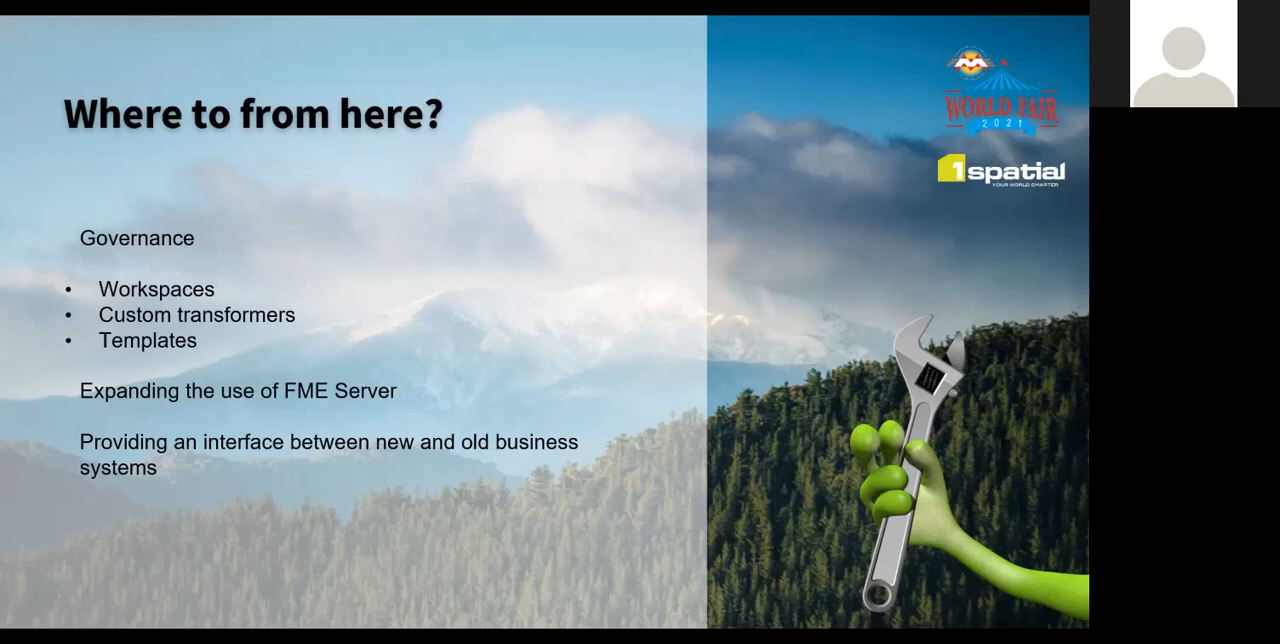 Where to from here?
WORLD FAIR
2021
1spatial
YOUR WORLD SMARTER
Governance
• Workspaces
• Custom transformers
• Templates
Expanding the use of FME Server
Providing an interface between new and old business
systems